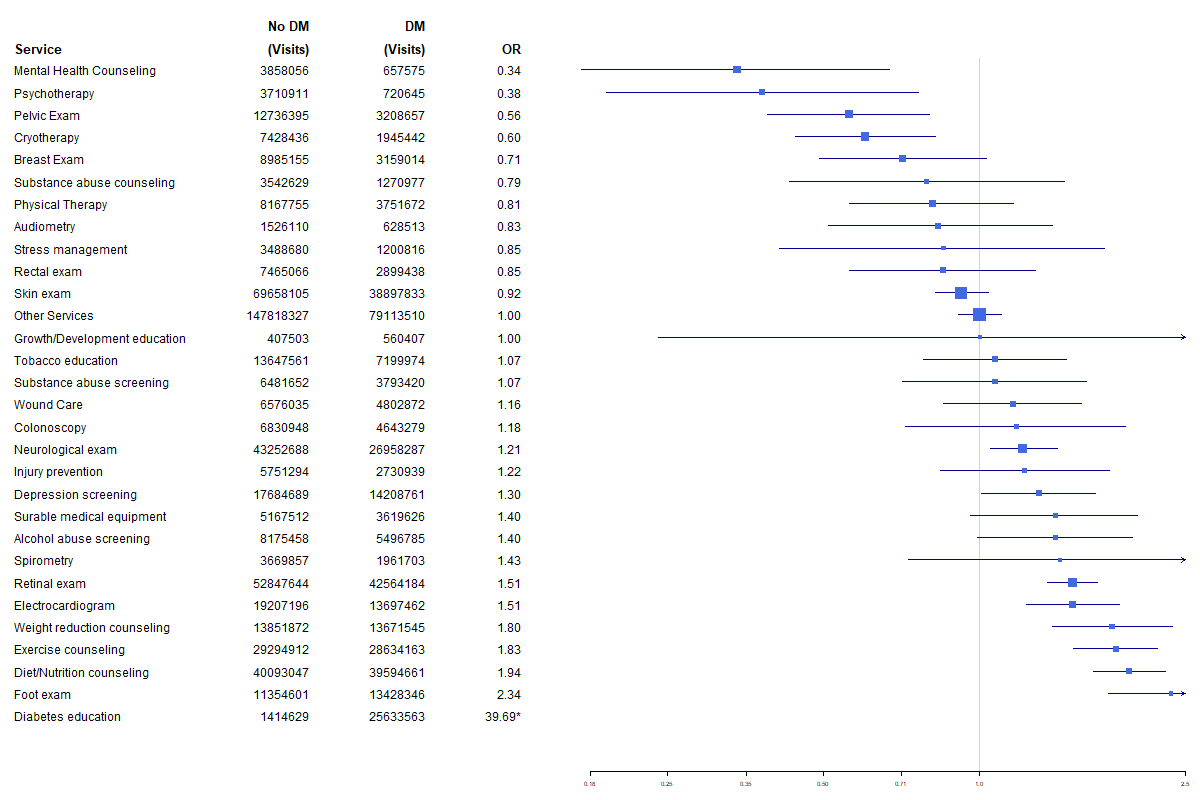 No DM DM
Service (Visits) (Visits) OR
Mental Health Counseling 3858056 657575 0.34
Psychotherapy 3710911 720645 0.38
Pelvic Exam 12736395 3208657 0.56
Cryotherapy 7428436 1945442 0.60
Breast Exam 8985155 3159014 0.71
Substance abuse counseling 3542629 1270977 0.79
Physical Therapy 8167755 3751672 0.81
Audiometry 1526110 628513 0.83
Stress management 3488680 1200816 0.85
Rectal exam 7465066 2899438 0.85
Skin exam 69658105 38897833 0.92
Other Services 147818327 79113510 1.00
Growth/Development education 407503 560407 1.00
Tobacco education 13647561 7199974 1.07
Substance abuse screening 6481652 3793420 1.07
Wound Care 6576035 4802872 1.16
Colonoscopy 6830948 4643279 1.18
Neurological exam 43252688 26958287 1.21
Injury prevention 5751294 2730939 1.22
Depression screening 17684689 14208761 1.30
Surable medical equipment 5167512 3619626 1.40
Alcohol abuse screening 8175458 5496785 1.40
Spirometry 3669857 1961703 1.43
Retinal exam 52847644 42564184 1.51
Electrocardiogram 19207196 13697462 1.51
Weight reduction counseling 13851872 13671545 1.80
Exercise counseling 29294912 28634163 1.83
Diet/Nutrition counseling 40093047 39594661 1.94
Foot exam 11354601 13428346 2.34
Diabetes education 1414629 25633563 39.69*
0.18 0.25 0.35 0.50 0.71 1.0 2.5